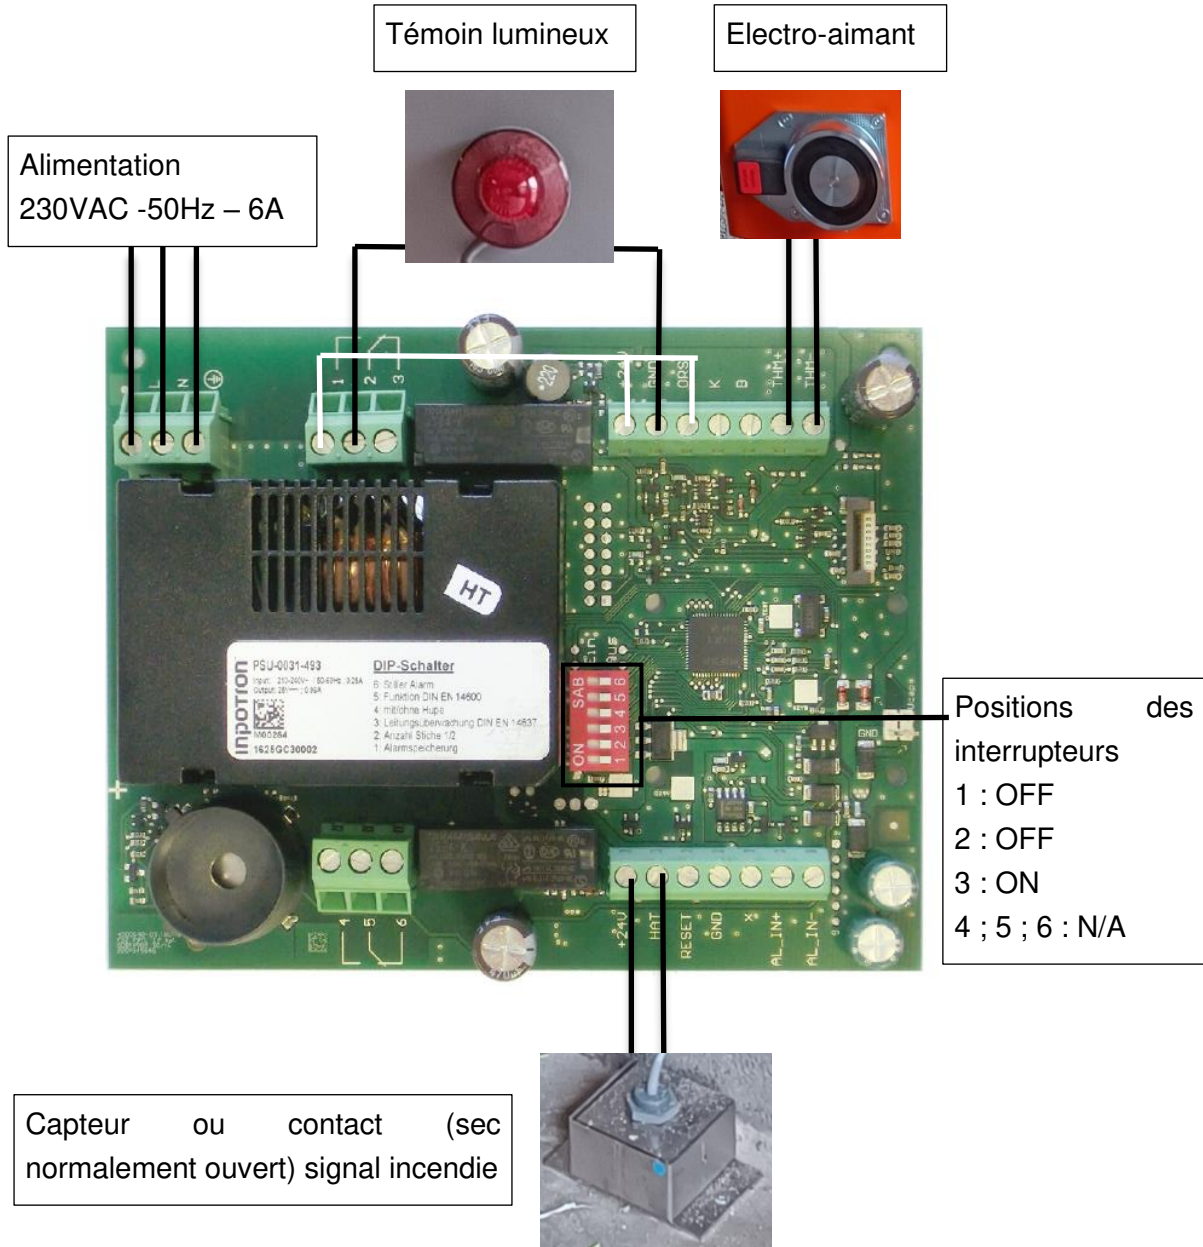 Témoin lumineux
Electro-aimant
Alimentation
230VAC -50Hz – 6A
L
N
1
2
3
+24V
GND
ORS
K
B
THM+
THM-
220
HT
inpotron
PSU-0031-493
M00264
1625GC30002
DIP-Schalter
6: Stiller Alarm
5: Funktion DIN EN 14600
4: mit/ohne Hupe
3: Leitungsüberwachung DIN EN 14637
2: Anzahl Stiche 1/2
1: Alarmspeicherung
SAB
ON
1 2 3 4 5 6
GND
Positions des
interrupteurs
1 : OFF
2 : OFF
3 : ON
4 ; 5 ; 6 : N/A
4
5
6
+24V
HAT
RESET
GND
X
AL_IN+
AL_IN-
Capteur ou contact (sec
normalement ouvert) signal incendie